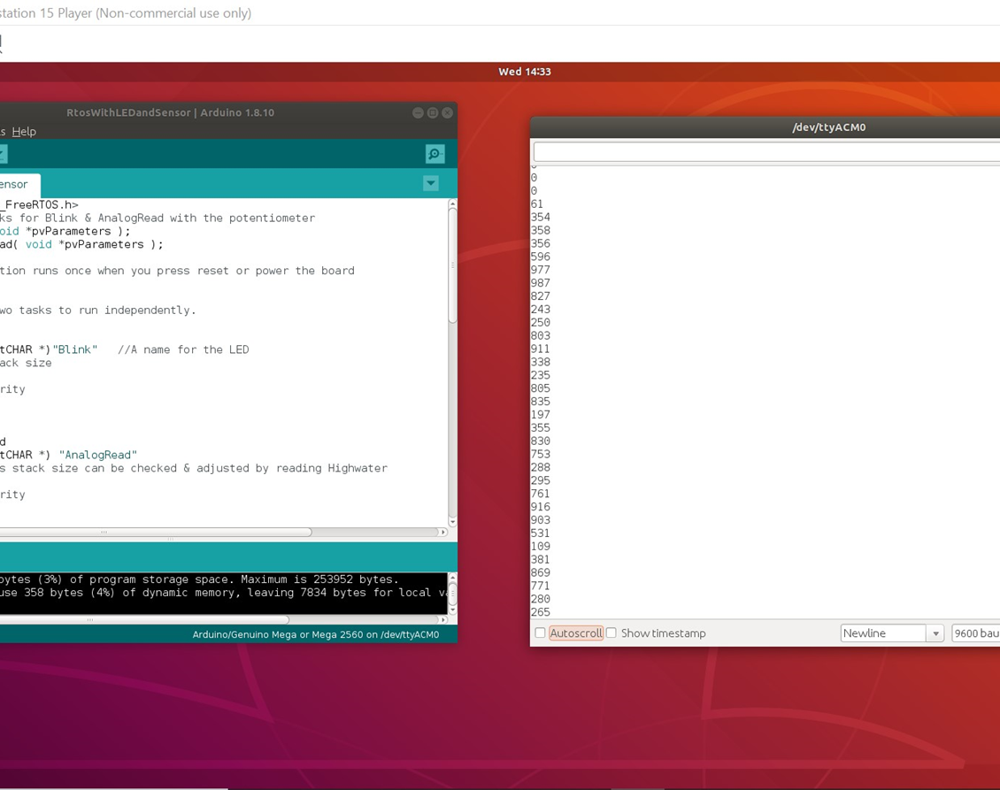 station 15 Player (Non-commercial use only)
Wed 14:33
RtosWithLEDandSensor | Arduino 1.8.10
s Help
ensor
_FreeRTOS.h>
ks for Blink & AnalogRead with the potentiometer
oid *pvParameters );
ad( void *pvParameters );
tion runs once when you press reset or power the board
wo tasks to run independently.
tCHAR *)"Blink" //A name for the LED
ack size
rity
d
tCHAR *) "AnalogRead"
s stack size can be checked & adjusted by reading Highwater
rity
bytes (3%) of program storage space. Maximum is 253952 bytes.
use 358 bytes (4%) of dynamic memory, leaving 7834 bytes for local va
Arduino/Genuino Mega or Mega 2560 on /dev/ttyACM0
/dev/ttyACM0
0
0
61
354
358
356
596
977
987
827
243
250
803
911
338
235
805
835
197
355
830
753
288
295
761
916
903
531
109
381
869
771
280
265
Autoscroll Show timestamp
Newline
9600 bau